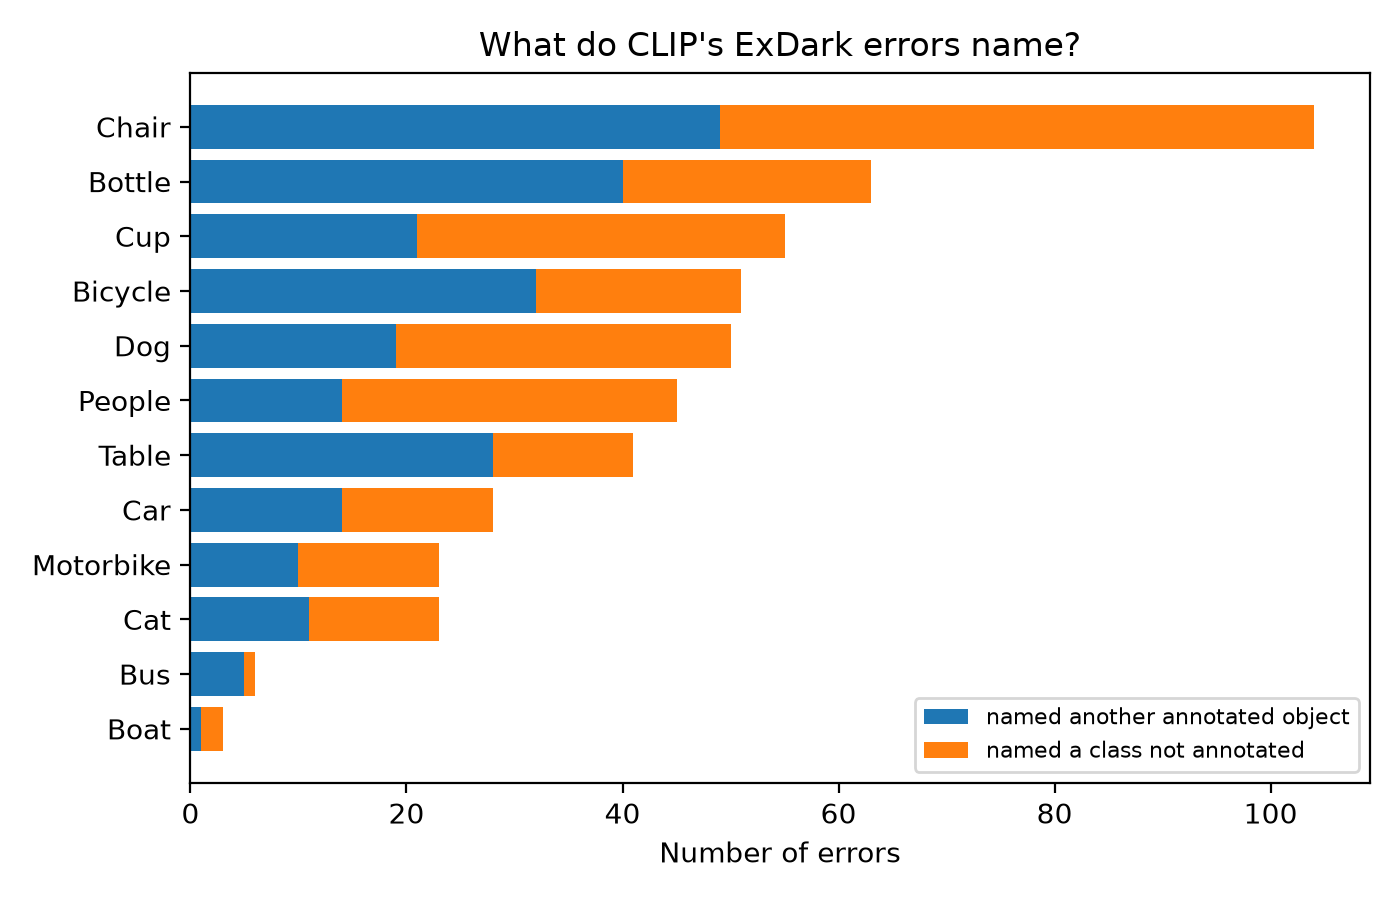 What do CLIP's ExDark errors name?
Chair
Bottle
Cup
Bicycle
Dog
People
Table
Car
Motorbike
Cat
Bus
Boat
named another annotated object
named a class not annotated
0 20 40 60 80 100
Number of errors